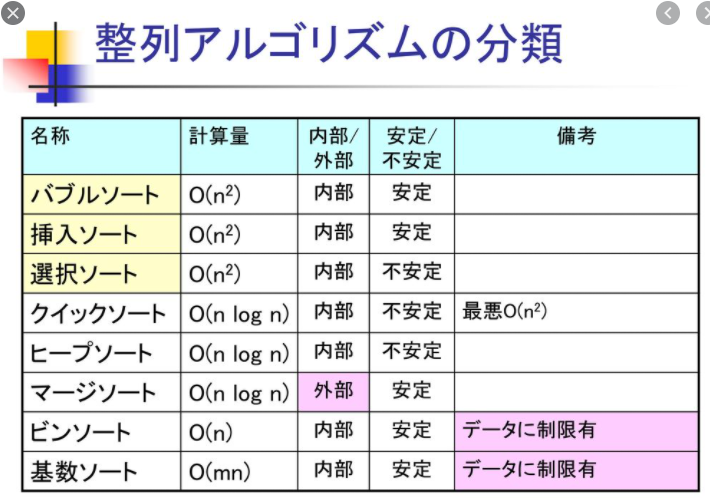 整列アルゴリズムの分類
名称 計算量 内部/外部 安定/不安定 備考
バブルソート O(n²) 内部 安定
挿入ソート O(n²) 内部 安定
選択ソート O(n²) 内部 不安定
クイックソート O(n log n) 内部 不安定 最悪O(n²)
ヒープソート O(n log n) 内部 不安定
マージソート O(n log n) 外部 安定
ビンソート O(n) 内部 安定 データに制限有
基数ソート O(mn) 内部 安定 データに制限有